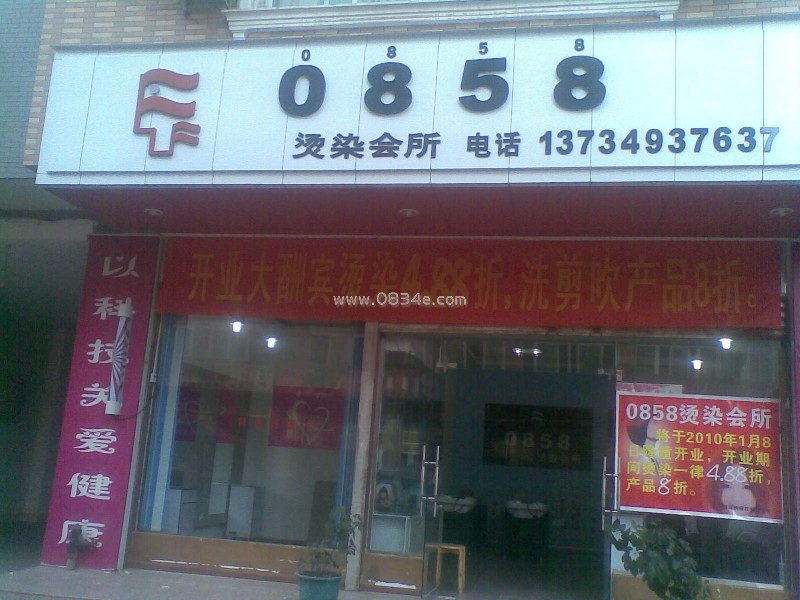 0 8 5 8
0858
烫染会所 电话 13734937637
开业大酬宾烫染4.88折,洗剪吹产品8折。
www.0834e.com
以科技关爱健康
0858
0858烫染会所
将于2010年1月8
日隆重开业，开业期
间烫染一律4.88折，
产品8折。